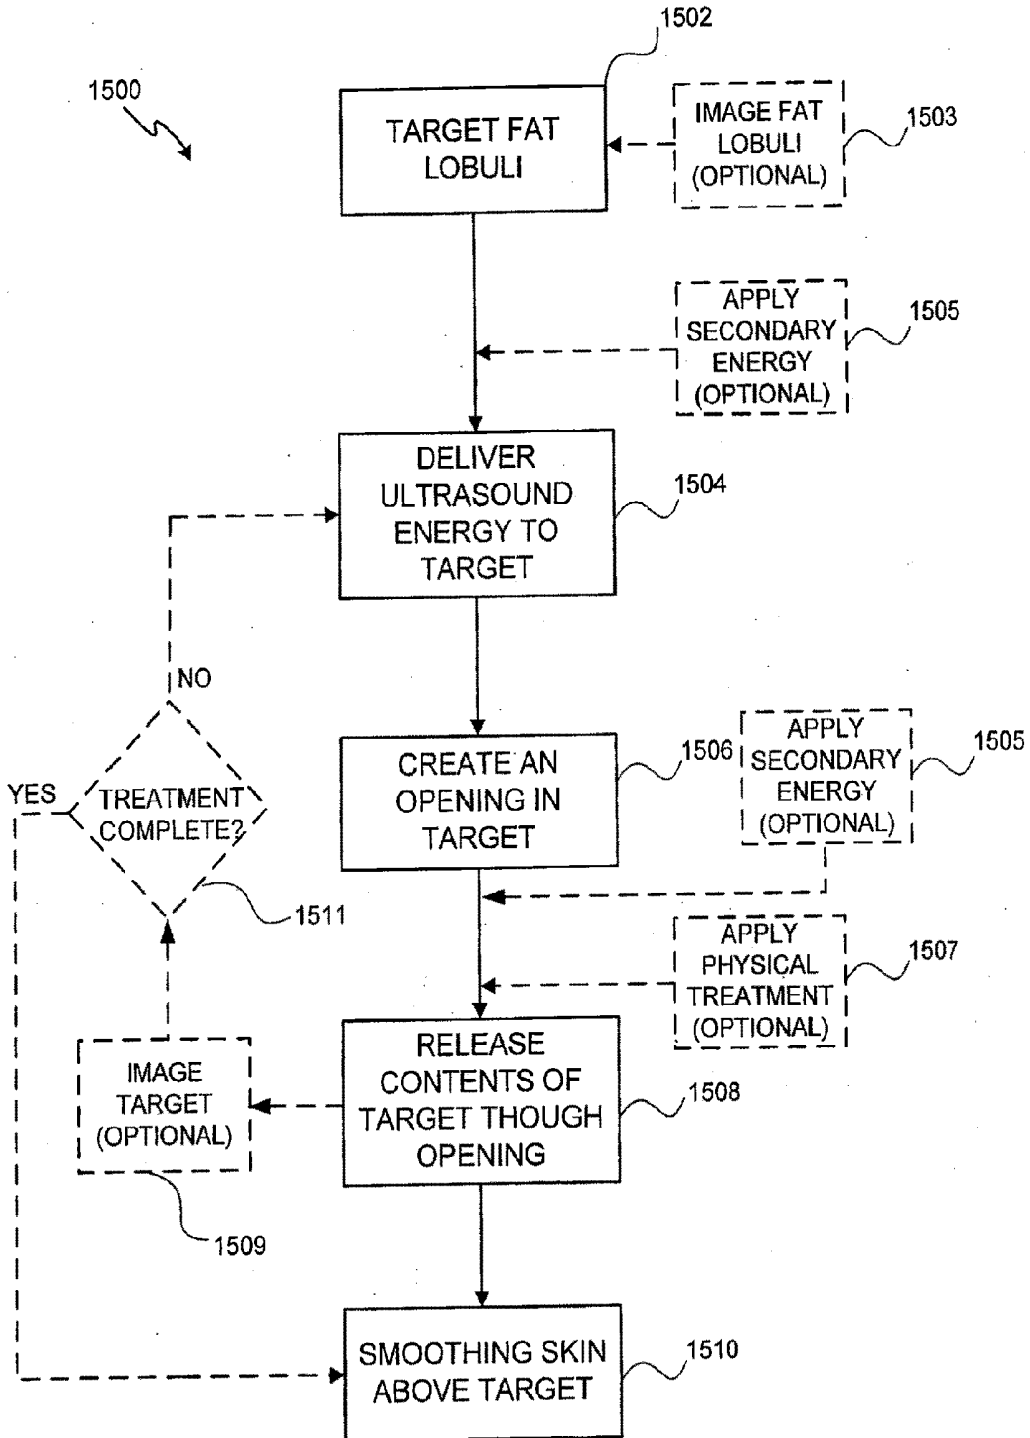 1502
1500
TARGET FAT
LOBULI
IMAGE FAT
LOBULI
(OPTIONAL)
1503
APPLY
SECONDARY
ENERGY
(OPTIONAL)
1505
DELIVER
ULTRASOUND
ENERGY TO
TARGET
1504
NO
YES
TREATMENT
COMPLETE?
1511
CREATE AN
OPENING IN
TARGET
1506
APPLY
SECONDARY
ENERGY
(OPTIONAL)
1505
APPLY
PHYSICAL
TREATMENT
(OPTIONAL)
1507
RELEASE
CONTENTS OF
TARGET THOUGH
OPENING
1508
IMAGE
TARGET
(OPTIONAL)
1509
SMOOTHING SKIN
ABOVE TARGET
1510